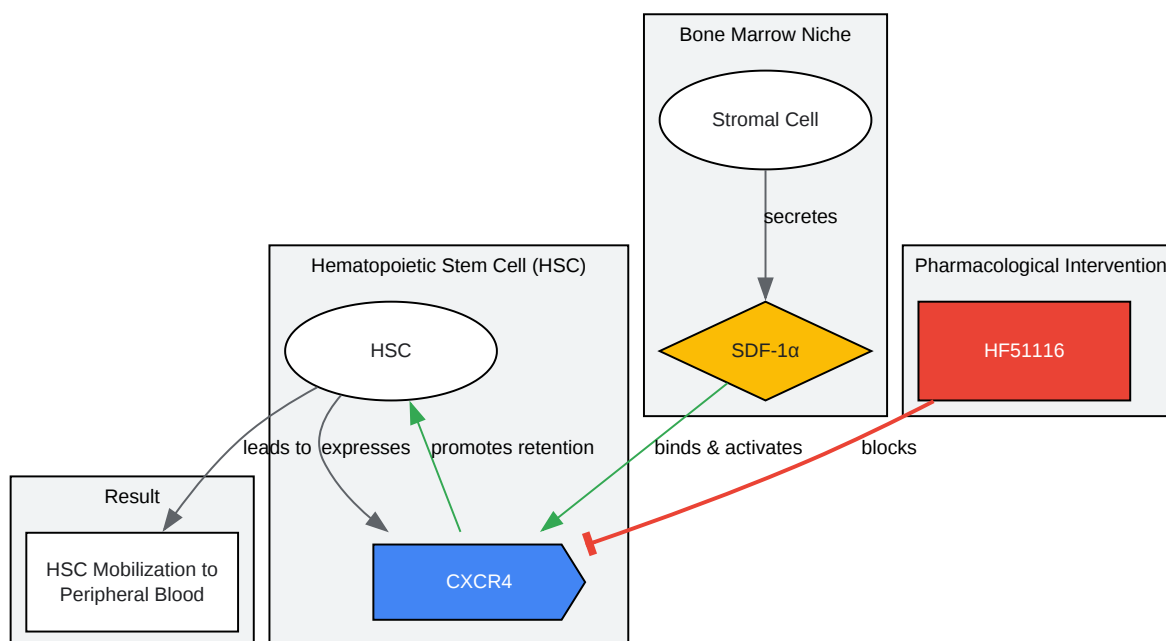 Bone Marrow Niche
Stromal Cell
secretes
Hematopoietic Stem Cell (HSC)
Pharmacological Intervention
HSC
SDF-1α
HF51116
leads to
expresses
promotes retention
binds & activates
blocks
Result
HSC Mobilization to
Peripheral Blood
CXCR4